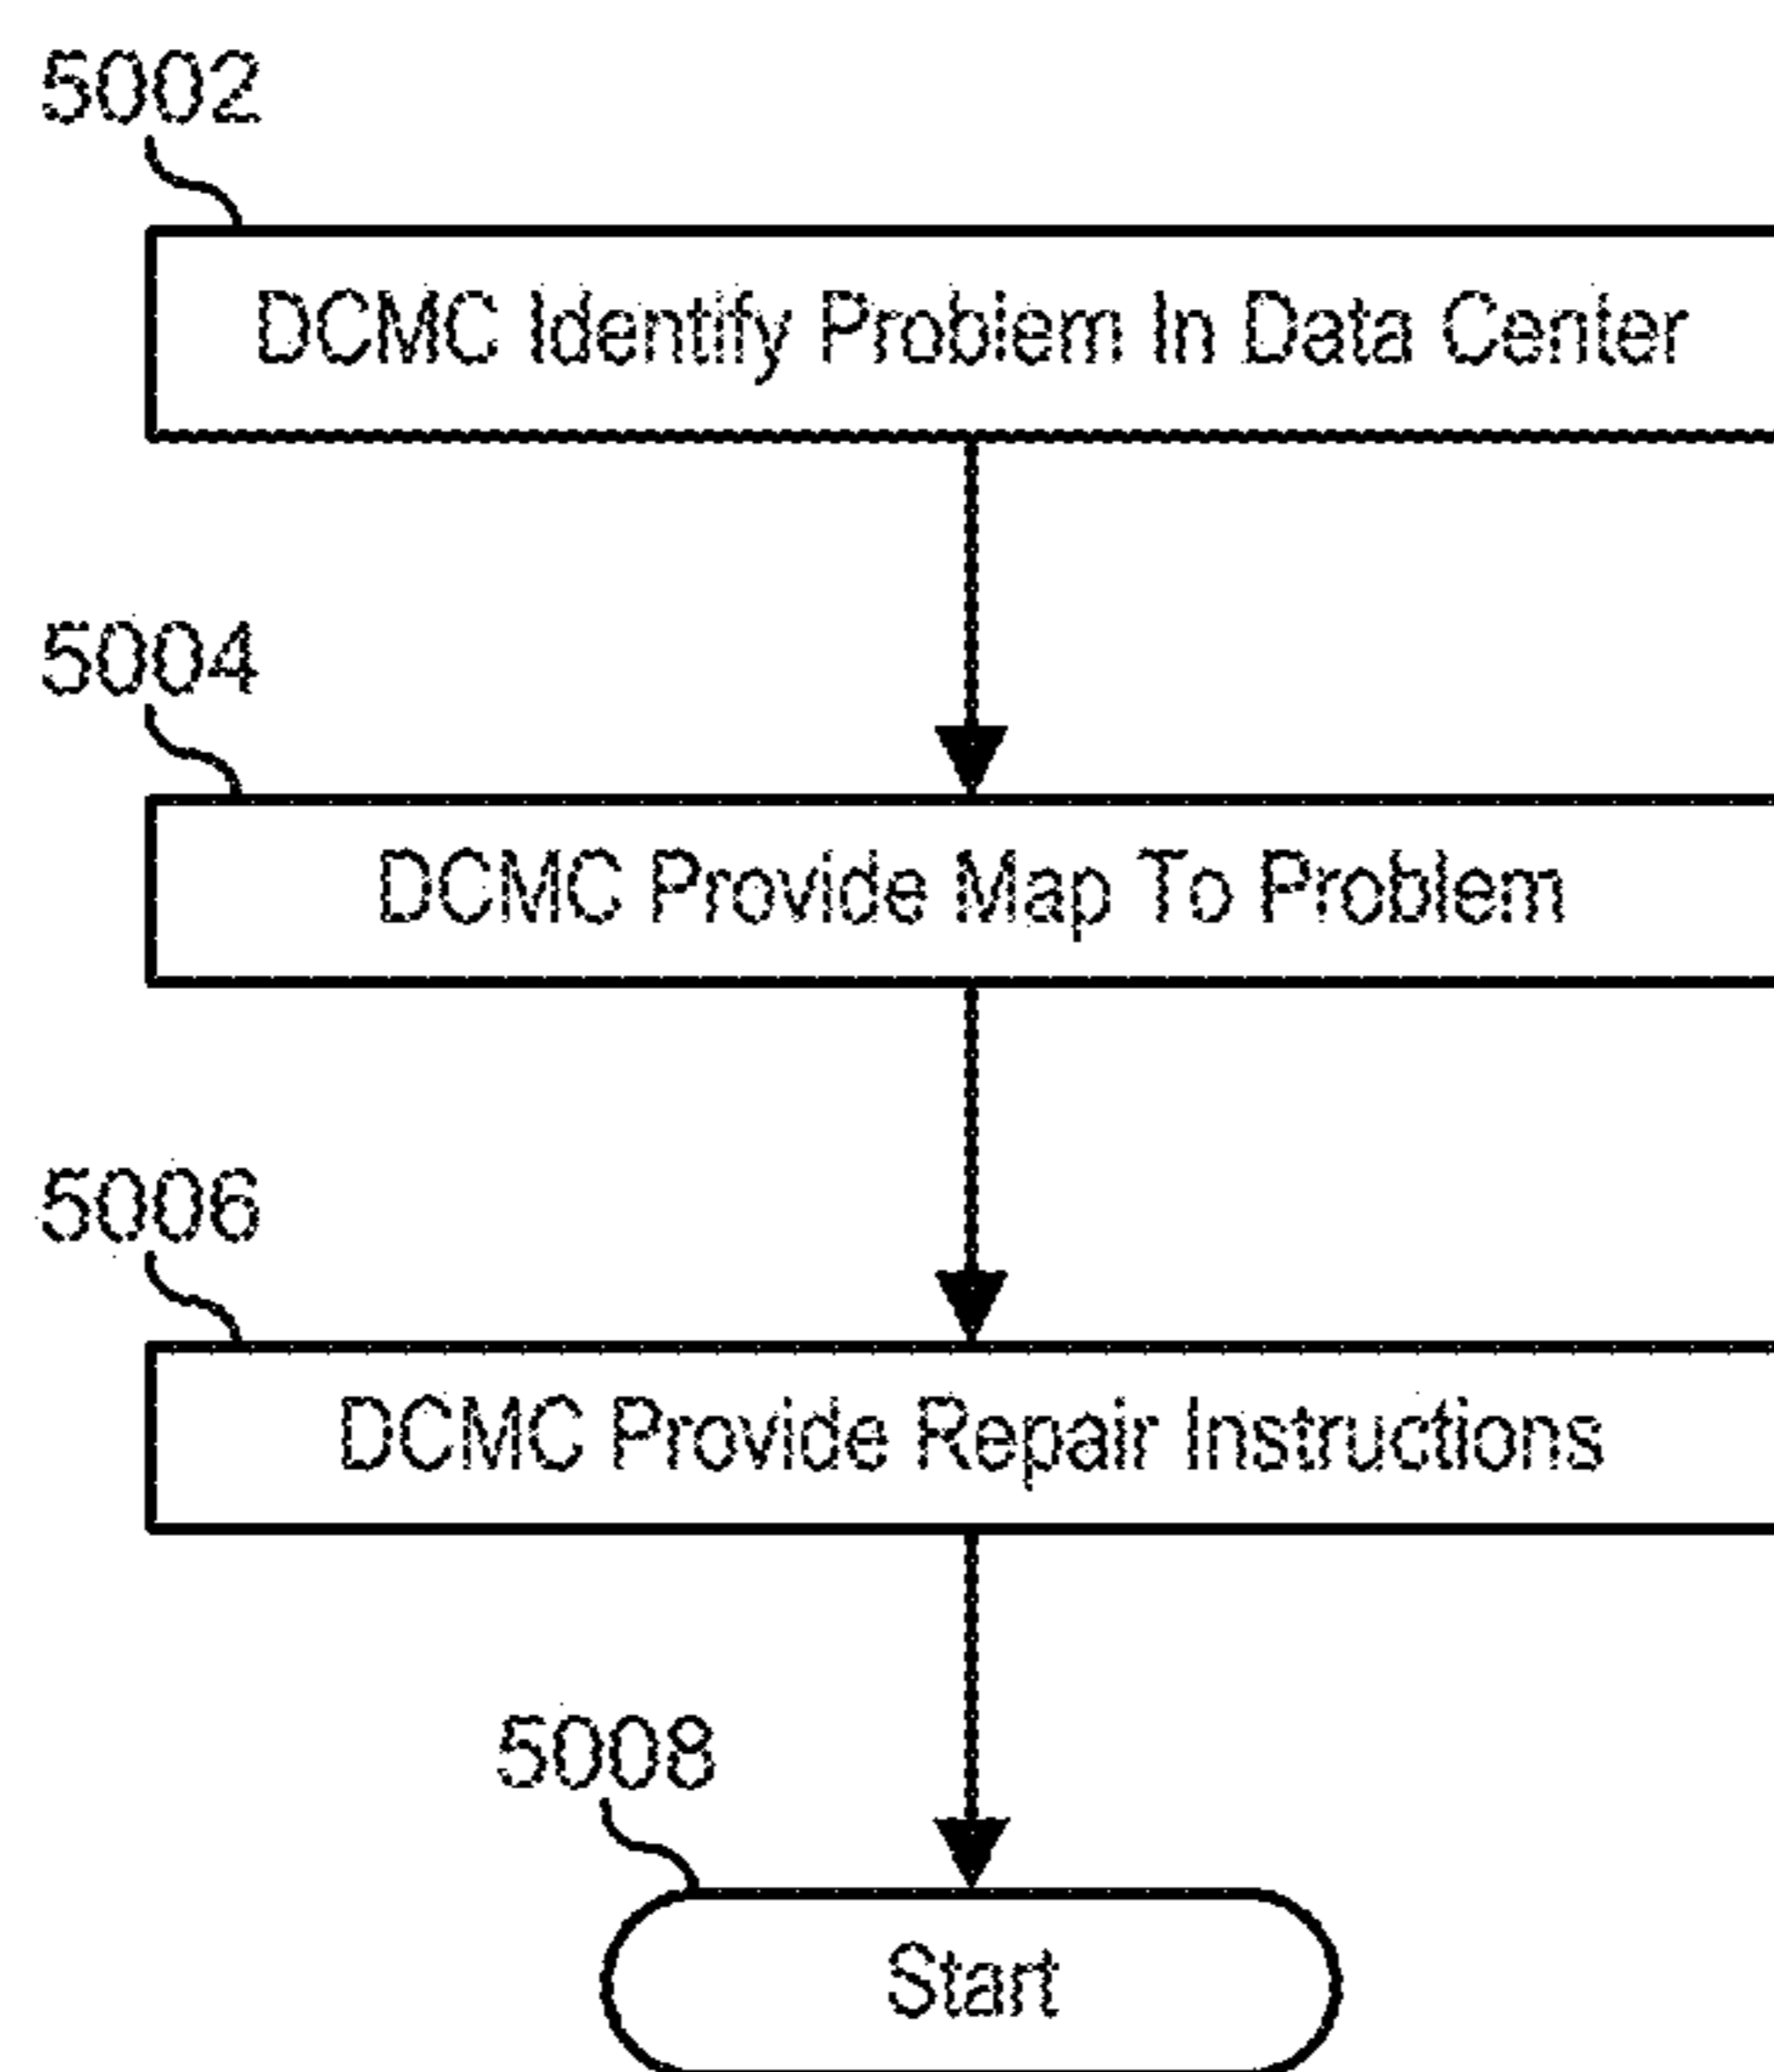 5002
DCMC Identify Problem In Data Center
5004
DCMC Provide Map To Problem
5006
DCMC Provide Repair Instructions
5008
Start